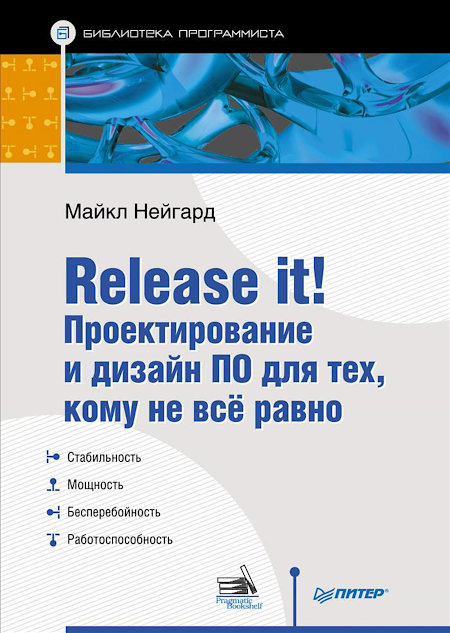 БИБЛИОТЕКА ПРОГРАММИСТА
Майкл Нейгард
Release it!
Проектирование
и дизайн ПО для тех,
кому не всё равно
Стабильность
Мощность
Бесперебойность
Работоспособность
Pragmatic
Bookshelf
ПИТЕР®